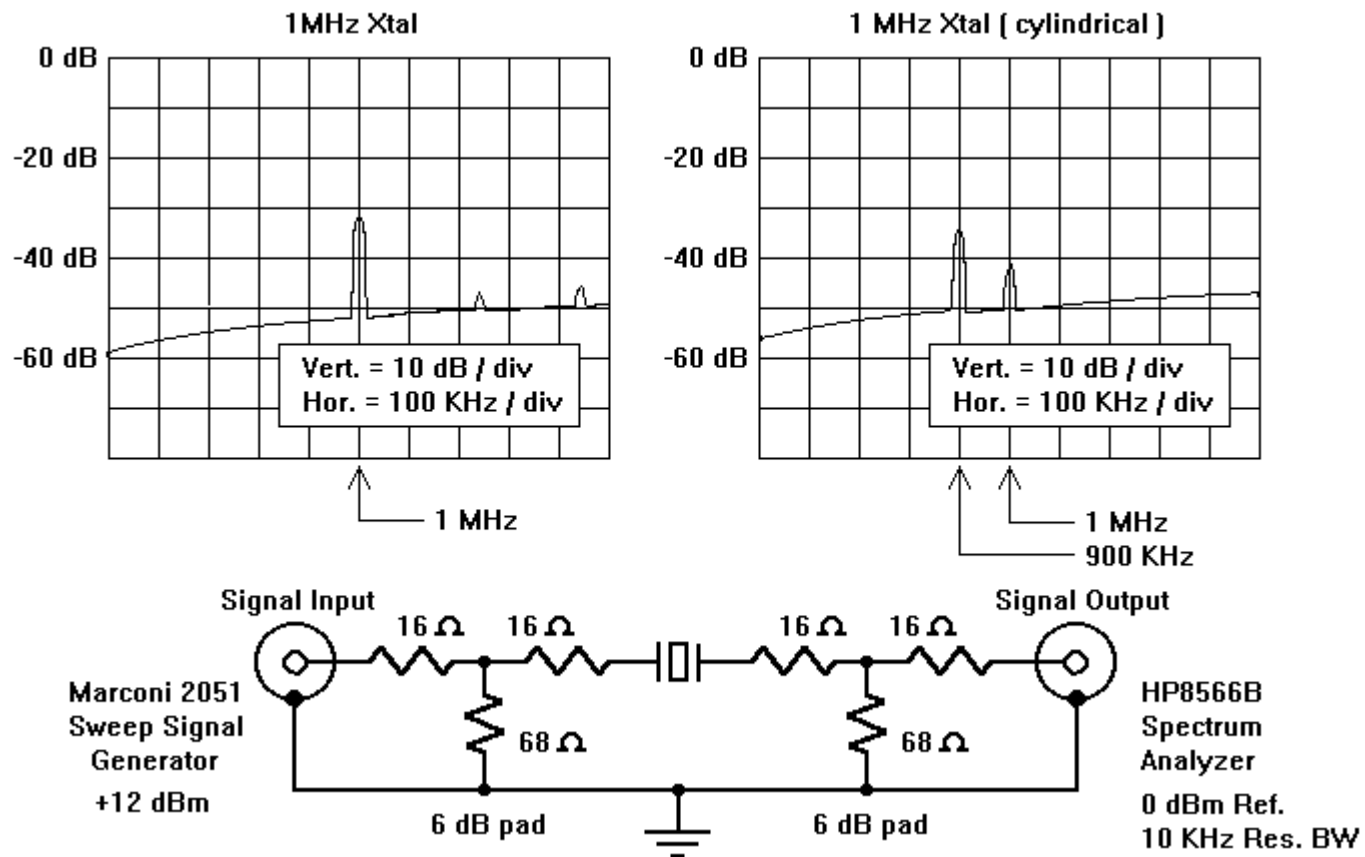 1MHz Xtal
0 dB
-20 dB
-40 dB
-60 dB
Vert. = 10 dB / div
Hor. = 100 KHz / div
1 MHz
1 MHz Xtal ( cylindrical )
0 dB
-20 dB
-40 dB
-60 dB
Vert. = 10 dB / div
Hor. = 100 KHz / div
1 MHz
900 KHz
Signal Input
16 Ω
16 Ω
16 Ω
16 Ω
Signal Output
Marconi 2051
Sweep Signal
Generator
+12 dBm
68 Ω
68 Ω
6 dB pad
6 dB pad
HP8566B
Spectrum
Analyzer
0 dBm Ref.
10 KHz Res. BW